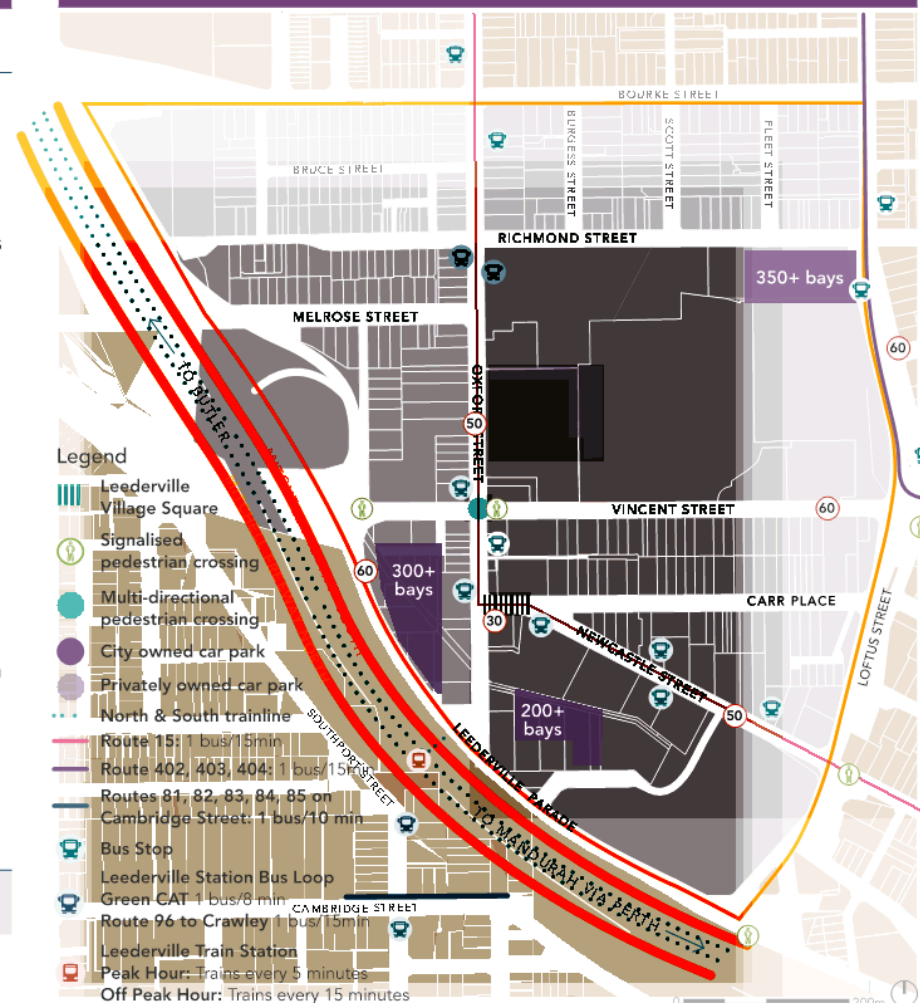 BOURKE STREET
BURGESS STREET
SCOTT STREET
FLEET STREET
BRUCE STREET
RICHMOND STREET
350+ bays
MELROSE STREET
60
TO BUTLER
OXFORD STREET
50
VINCENT STREET
60
60
300+
bays
CARR PLACE
30
NEWCASTLE STREET
LOFTUS STREET
200+
bays
50
SOUTHPORT STREET
LEEDERVILLE PARADE
TO MANDURAH VIA PERTH
CAMBRIDGE STREET
Legend
Leederville
Village Square
Signalised
pedestrian crossing
Multi-directional
pedestrian crossing
City owned car park
Privately owned car park
North & South trainline
Route 15: 1 bus/15min
Route 402, 403, 404: 1 bus/15min
Routes 81, 82, 83, 84, 85 on
Cambridge Street: 1 bus/10 min
Bus Stop
Leederville Station Bus Loop
Green CAT 1 bus/8 min
Route 96 to Crawley 1 bus/15min
Leederville Train Station
Peak Hour: Trains every 5 minutes
Off Peak Hour: Trains every 15 minutes
0
200m